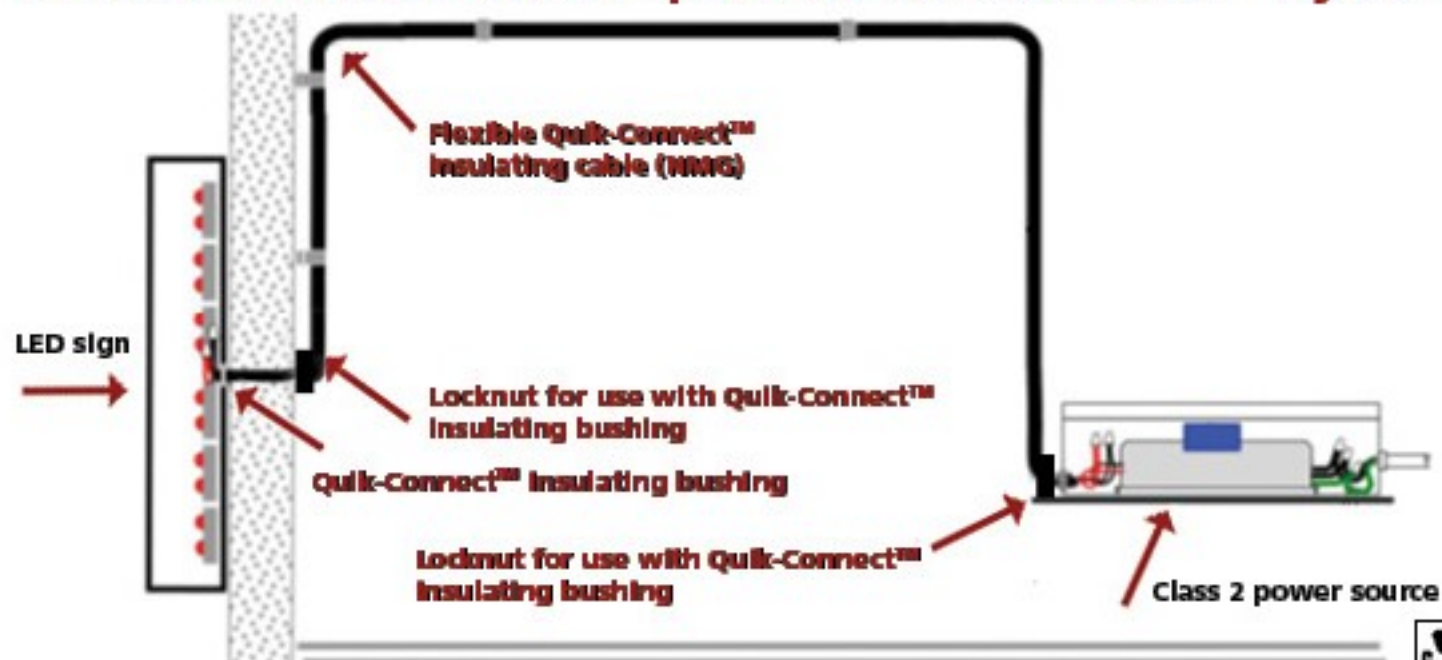 Flexible Quik-Connect™
insulating cable (NMG)
LED sign
Locknut for use with Quik-Connect™
insulating bushing
Quik-Connect™ insulating bushing
Locknut for use with Quik-Connect™
insulating bushing
Class 2 power source